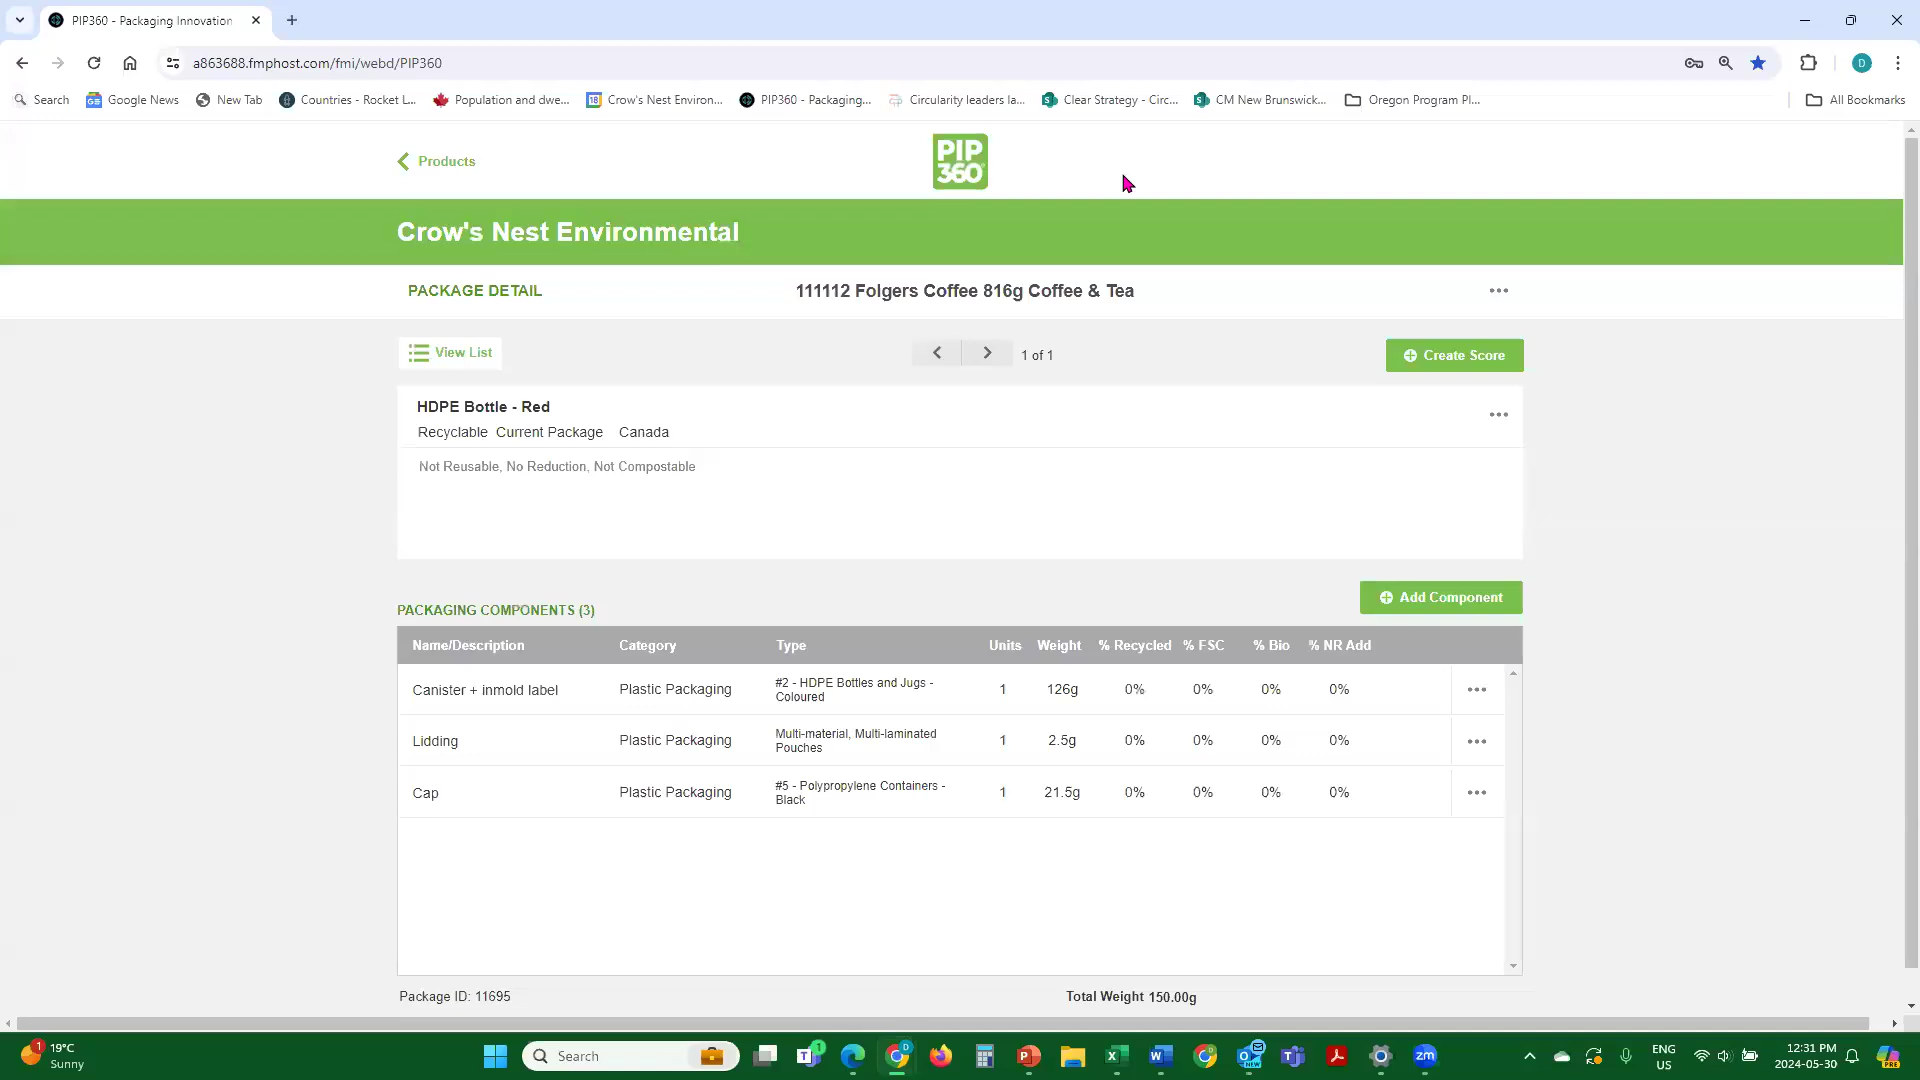 PIP360 - Packaging Innovation
a863688.fmphost.com/fmi/webd/PIP360
D
Search
Google News
New Tab
Countries - Rocket L...
Population and dwe...
Crow's Nest Environ...
PIP360 - Packaging...
Circularity leaders la...
Clear Strategy - Circ...
CM New Brunswick...
Oregon Program Pl...
All Bookmarks
Products
PIP
360
Crow's Nest Environmental
PACKAGE DETAIL
111112 Folgers Coffee 816g Coffee & Tea
View List
1 of 1
Create Score
HDPE Bottle - Red
Recyclable Current Package Canada
Not Reusable, No Reduction, Not Compostable
PACKAGING COMPONENTS (3)
Add Component
Name/Description Category Type Units Weight % Recycled % FSC % Bio % NR Add
Canister + inmold label Plastic Packaging #2 - HDPE Bottles and Jugs - Coloured 1 126g 0% 0% 0% 0%
Lidding Plastic Packaging Multi-material, Multi-laminated Pouches 1 2.5g 0% 0% 0% 0%
Cap Plastic Packaging #5 - Polypropylene Containers - Black 1 21.5g 0% 0% 0% 0%
Package ID: 11695
Total Weight 150.00g
1
19°C
Sunny
Search
ENG
US
12:31 PM
2024-05-30